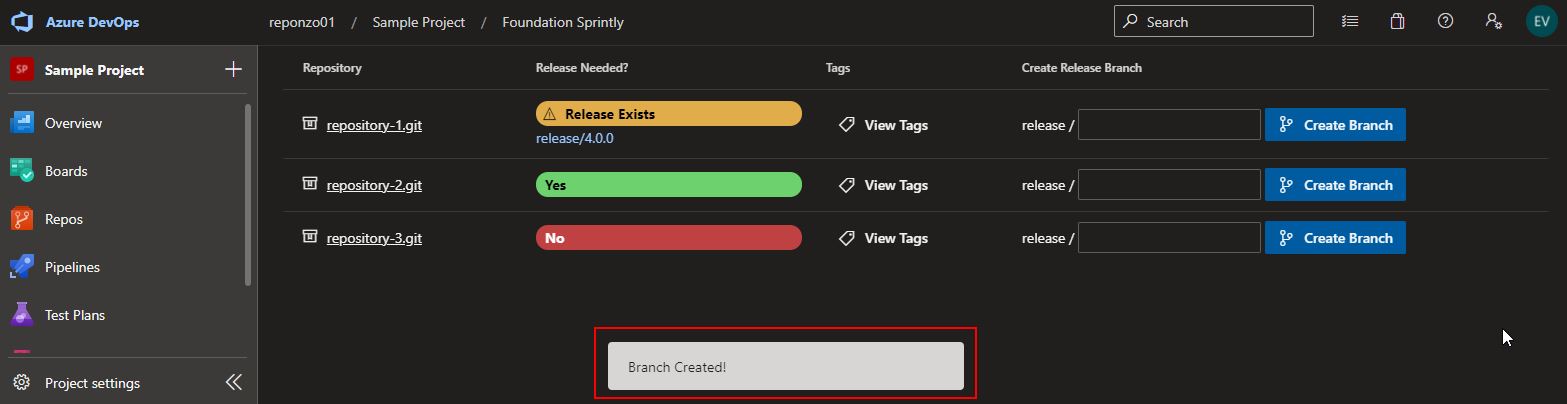 Azure DevOps
reponzo01 / Sample Project / Foundation Sprintly
Search
EV
SP Sample Project
Overview
Boards
Repos
Pipelines
Test Plans
Project settings
Repository Release Needed? Tags Create Release Branch
repository-1.git Release Exists View Tags release / Create Branch
release/4.0.0
repository-2.git Yes View Tags release / Create Branch
repository-3.git No View Tags release / Create Branch
Branch Created!